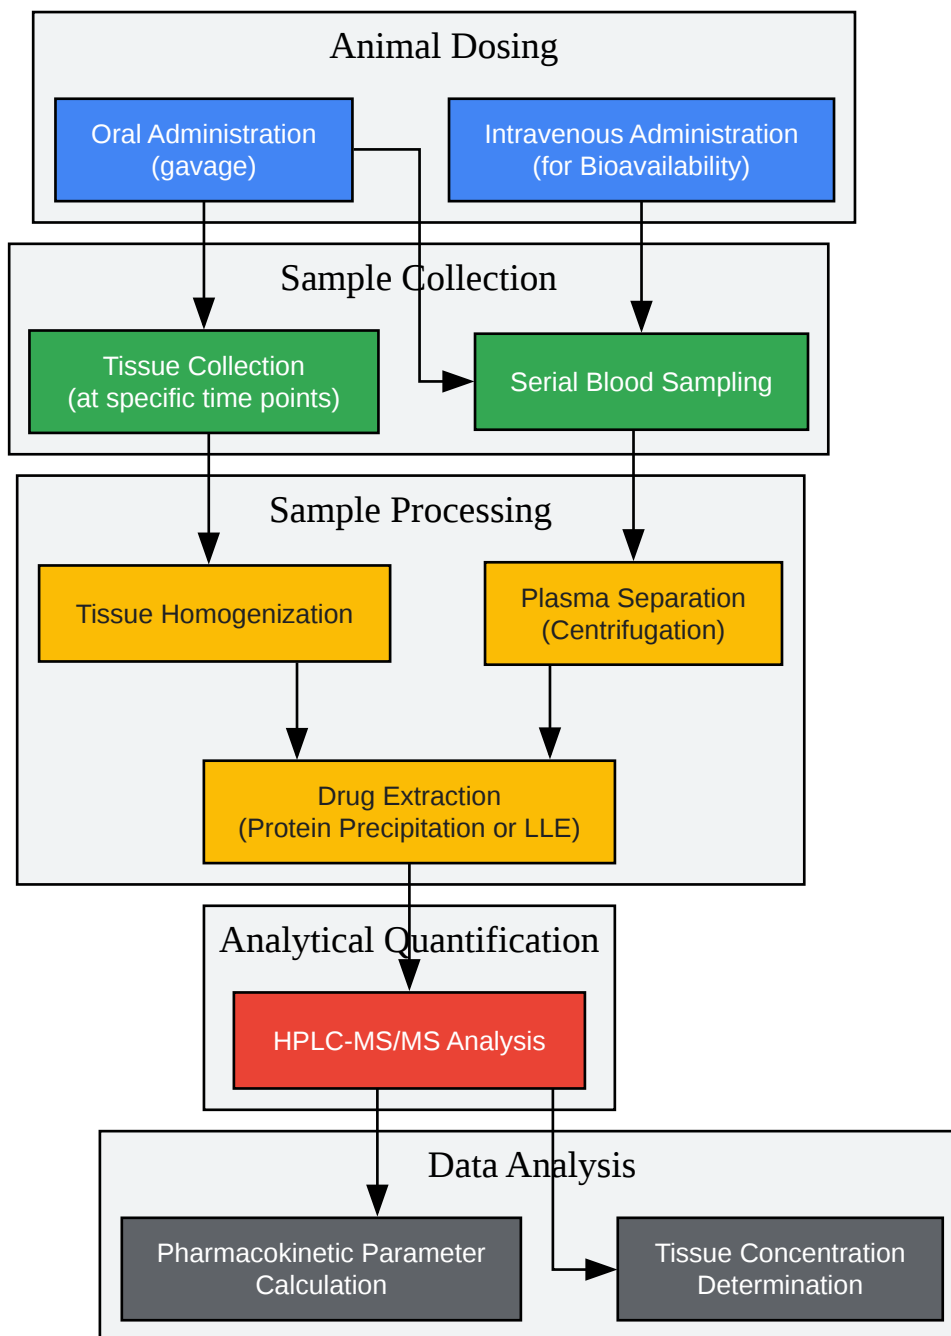 Animal Dosing
Oral Administration
(gavage)
Intravenous Administration
(for Bioavailability)
Sample Collection
Tissue Collection
(at specific time points)
Serial Blood Sampling
Sample Processing
Tissue Homogenization
Plasma Separation
(Centrifugation)
Drug Extraction
(Protein Precipitation or LLE)
Analytical Quantification
HPLC-MS/MS Analysis
Data Analysis
Pharmacokinetic Parameter
Calculation
Tissue Concentration
Determination